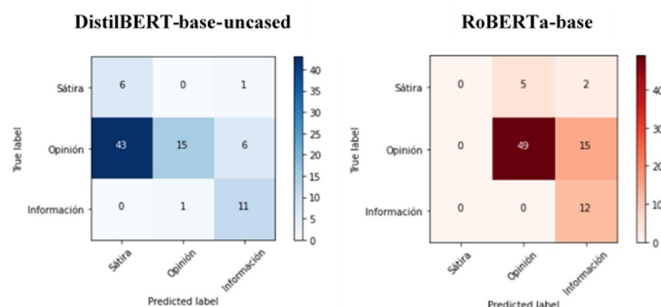 DistilBERT-base-uncased
True label
Sátira
Opinión
Información
6 0 1
43 15 6
0 1 11
Sátira Opinión Información
Predicted label
40
35
30
25
20
15
10
5
0
RoBERTa-base
True label
Sátira
Opinión
Información
0 5 2
0 49 15
0 0 12
Sátira Opinión Información
Predicted label
40
30
20
10
0